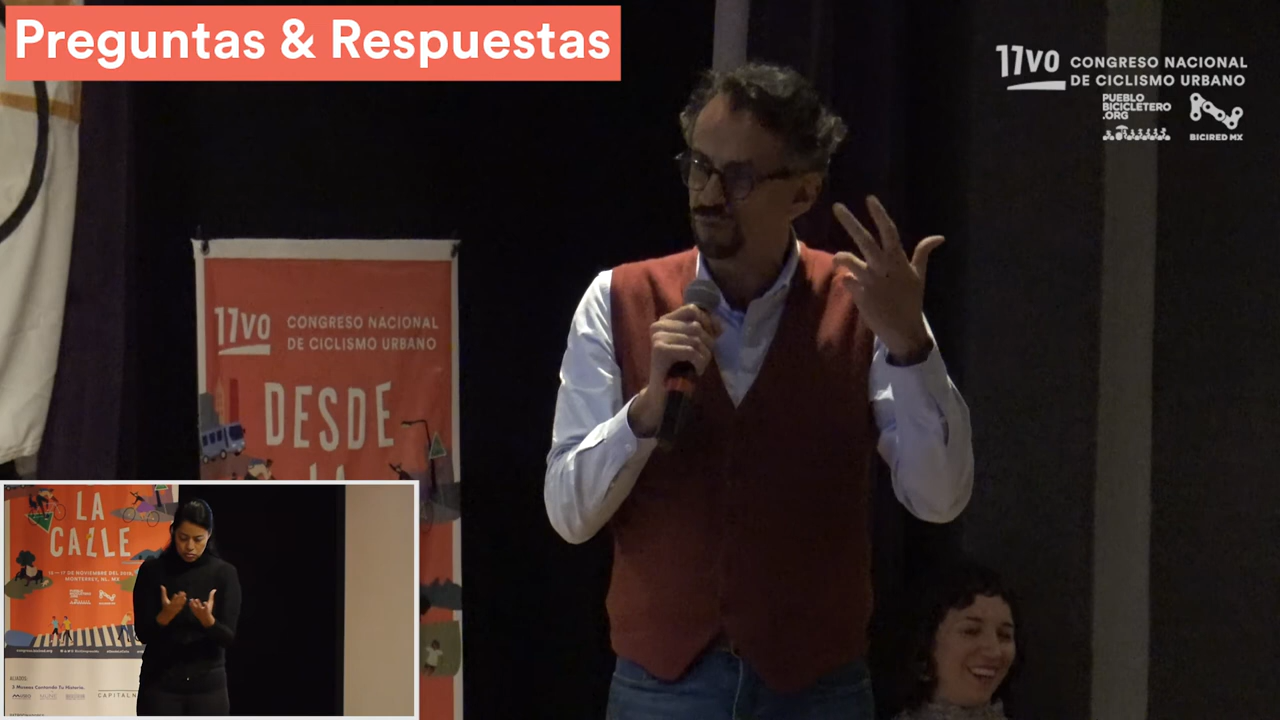 Preguntas & Respuestas
11vo CONGRESO NACIONAL
DE CICLISMO URBANO
PUEBLO
BICICLETERO
.ORG
BICIRED MX
11vo CONGRESO NACIONAL
DE CICLISMO URBANO
DESDE
LA
CALLE
MONTERREY, NL. MX